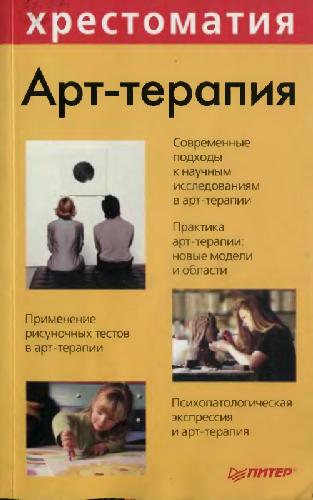 хрестоматия
Арт-терапия
Современные
подходы
к научным
исследованиям
в арт-терапии
Практика
арт-терапии:
новые модели
и области
Применение
рисуночных тестов
в арт-терапии
Психопатологическая
экспрессия
и арт-терапия
ПИТЕР®